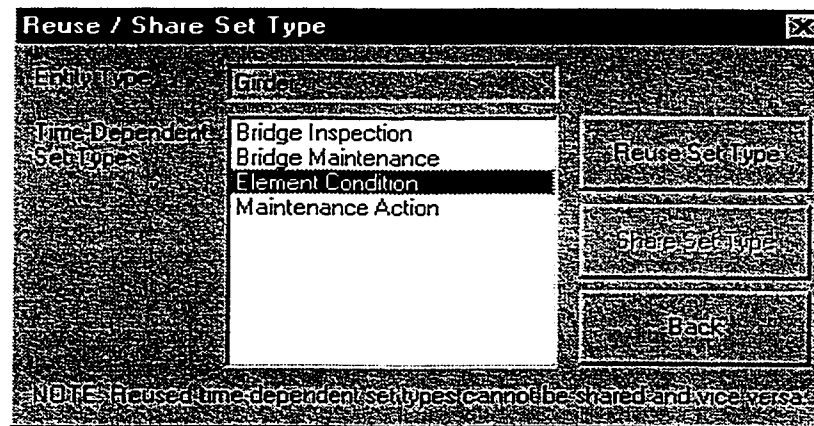 Reuse / Share Set Type
Entity Type
Girder
Time-Dependent
Set Types
Bridge Inspection
Bridge Maintenance
Element Condition
Maintenance Action
Reuse Set Type
Share Set Type
Back
NOTE: Reused time-dependent set types cannot be shared and vice versa.